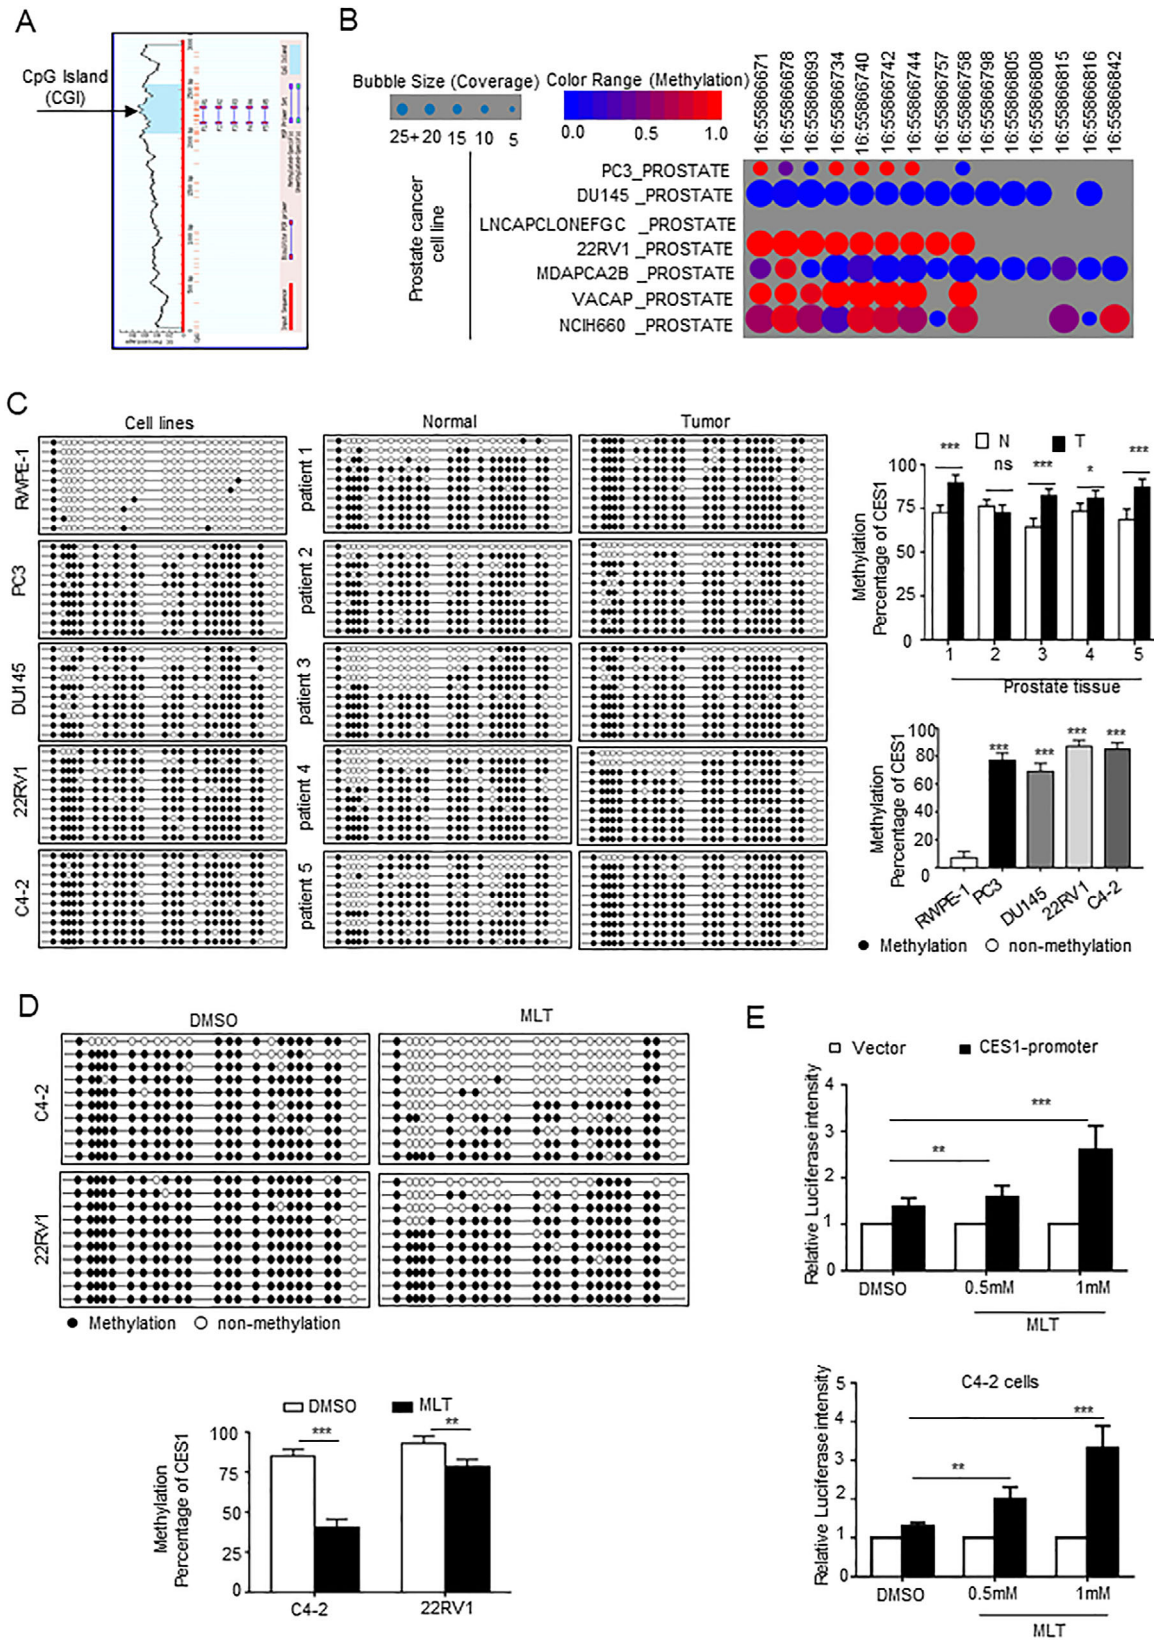 A
CpG Island
(CGI)
B
Bubble Size (Coverage)
25+ 20 15 10 5
Color Range (Methylation)
0.0 0.5 1.0
16:55866671
16:55866678
16:55866693
16:55866734
16:55866740
16:55866742
16:55866744
16:55866757
16:55866758
16:55866798
16:55866805
16:55866808
16:55866815
16:55866816
16:55866842
Prostate cancer
cell line
PC3_PROSTATE
DU145 _PROSTATE
LNCAPCLONEFGC _PROSTATE
22RV1 _PROSTATE
MDAPCA2B _PROSTATE
VACAP _PROSTATE
NCIH660 _PROSTATE
C
Cell lines
Normal
Tumor
RWPE-1
PC3
DU145
22RV1
C4-2
patient 1
patient 2
patient 3
patient 4
patient 5
N T
*** ns *** * ***
Methylation
Percentage of CES1
100
75
50
25
0
1 2 3 4 5
Prostate tissue
Methylation
Percentage of CES1
100
80
60
40
20
0
*** *** *** ***
RWPE-1 PC3 DU145 22RV1 C4-2
Methylation non-methylation
D
DMSO
MLT
C4-2
22RV1
Methylation non-methylation
DMSO MLT
Methylation
Percentage of CES1
100
75
50
25
0
*** **
C4-2 22RV1
E
Vector CES1-promoter
Relative Luciferase intensity
4
3
2
1
0
***
**
DMSO 0.5mM 1mM
MLT
C4-2 cells
Relative Luciferase intensity
5
4
3
2
1
0
***
**
DMSO 0.5mM 1mM
MLT